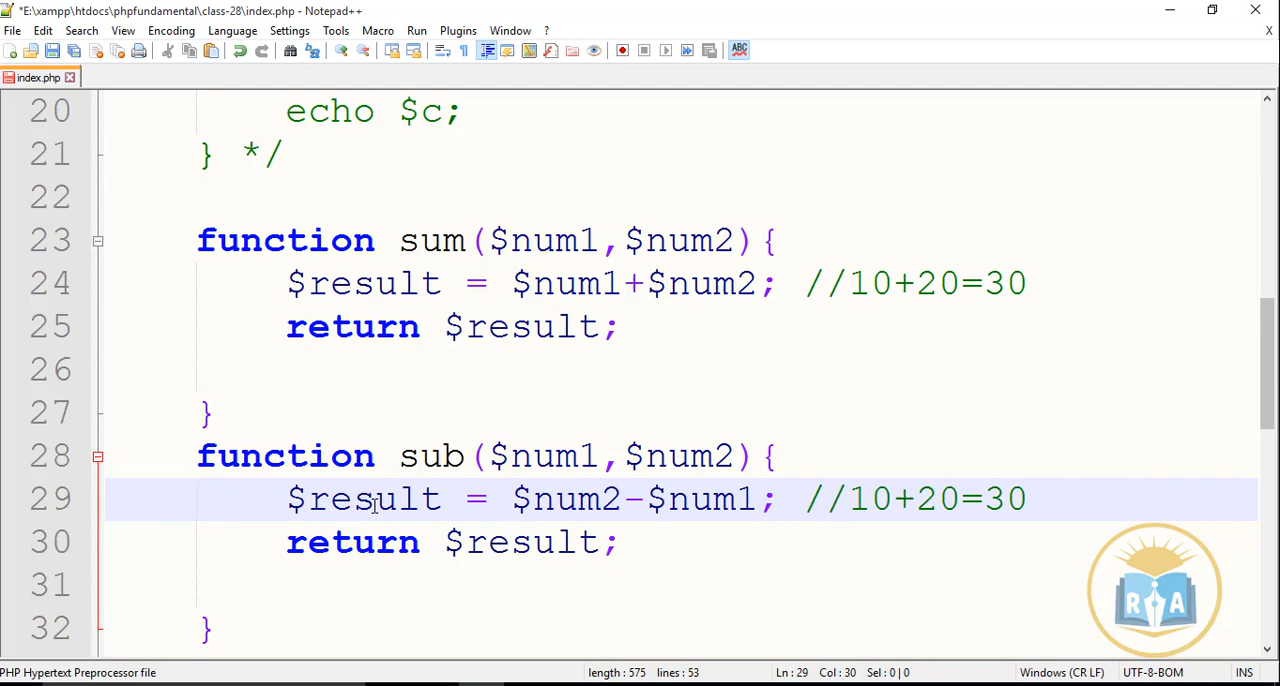 *E:\xampp\htdocs\phpfundamental\class-28\index.php - Notepad++
File Edit Search View Encoding Language Settings Tools Macro Run Plugins Window ? X
index.php
20 echo $c;
21 } */
22
23 function sum($num1,$num2){
24 $result = $num1+$num2; //10+20=30
25 return $result;
26
27 }
28 function sub($num1,$num2){
29 $result = $num2-$num1; //10+20=30
30 return $result;
31
32 }
R A
PHP Hypertext Preprocessor file length : 575 lines : 53 Ln : 29 Col : 30 Sel : 0 | 0 Windows (CR LF) UTF-8-BOM INS